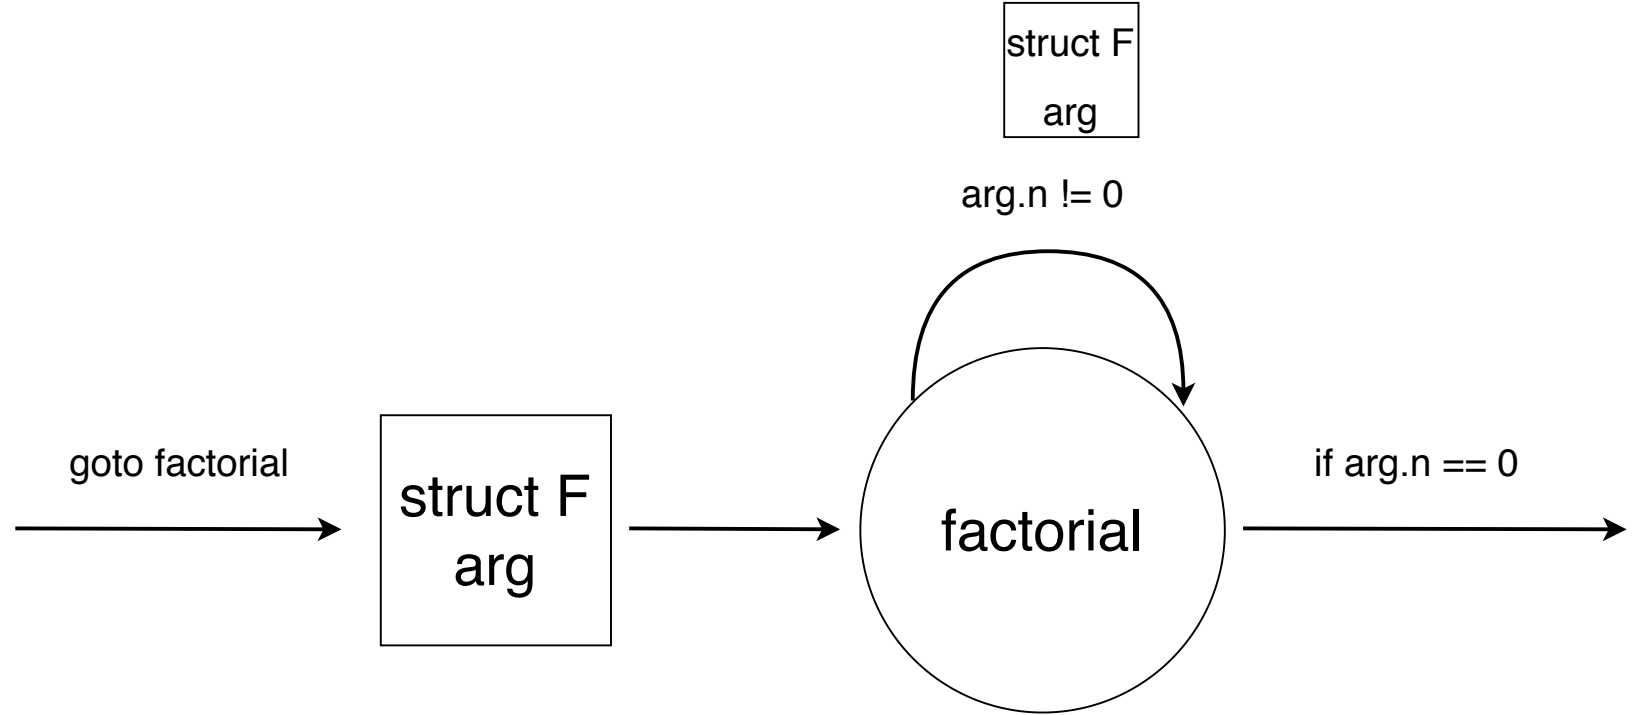 struct F
arg
arg.n != 0
goto factorial
struct F
arg
factorial
if arg.n == 0